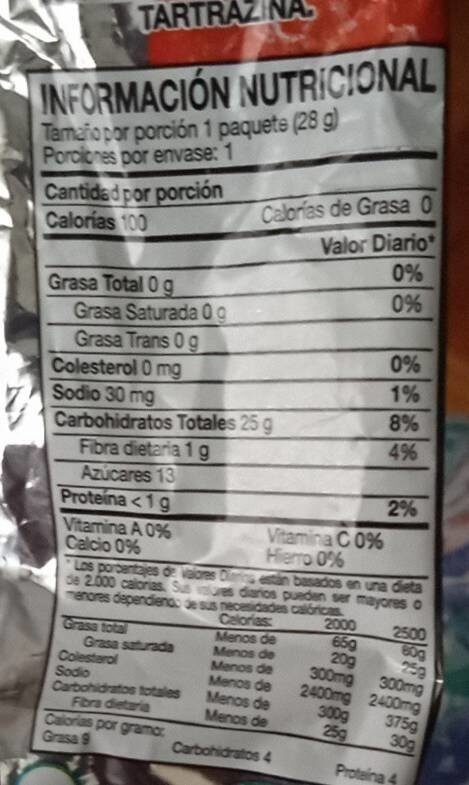 TARTRAZINA.
INFORMACIÓN NUTRICIONAL
Tamaño por porción 1 paquete (28 g)
Porciones por envase: 1
Cantidad por porción
Calorías 100 Calorías de Grasa 0
Valor Diario*
Grasa Total 0 g 0%
Grasa Saturada 0 g 0%
Grasa Trans 0 g
Colesterol 0 mg 0%
Sodio 30 mg 1%
Carbohidratos Totales 25 g 8%
Fibra dietaria 1 g 4%
Azúcares 13
Proteína < 1 g 2%
Vitamina A 0% Vitamina C 0%
Calcio 0% Hierro 0%
* Los porcentajes de Valores Diarios están basados en una dieta
de 2.000 calorías. Sus valores diarios pueden ser mayores o
menores dependiendo de sus necesidades calóricas.
Calorías: 2000 2500
Grasa total Menos de 65g 80g
Grasa saturada Menos de 20g 25g
Colesterol Menos de 300mg 300mg
Sodio Menos de 2400mg 2400mg
Carbohidratos totales Menos de 300g 375g
Fibra dietaria Menos de 25g 30g
Calorías por gramo:
Grasa 9 Carbohidratos 4 Proteína 4